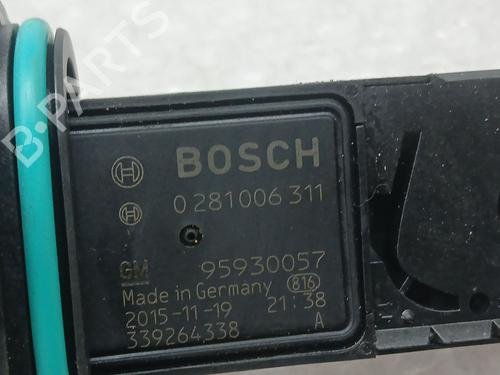 B-PARTS
BOSCH
0 281 006 311
GM 95930057
Made in Germany 816
2015-11-19 21:38
339264338 A